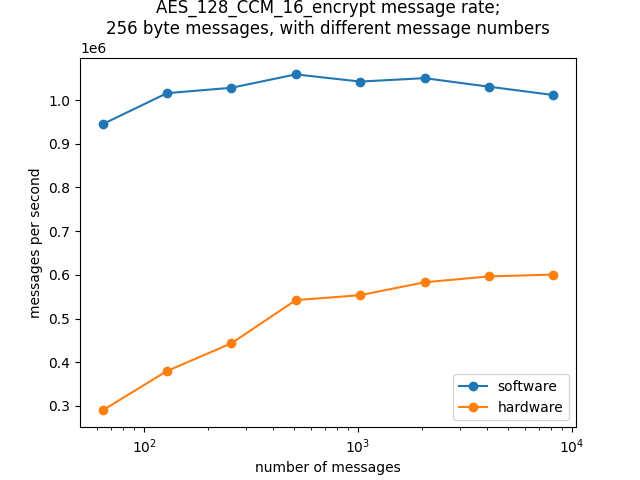 AES_128_CCM_16_encrypt message rate;
256 byte messages, with different message numbers
1e6
1.0
0.9
0.8
0.7
0.6
0.5
0.4
0.3
messages per second
software
hardware
10²
10³
10⁴
number of messages